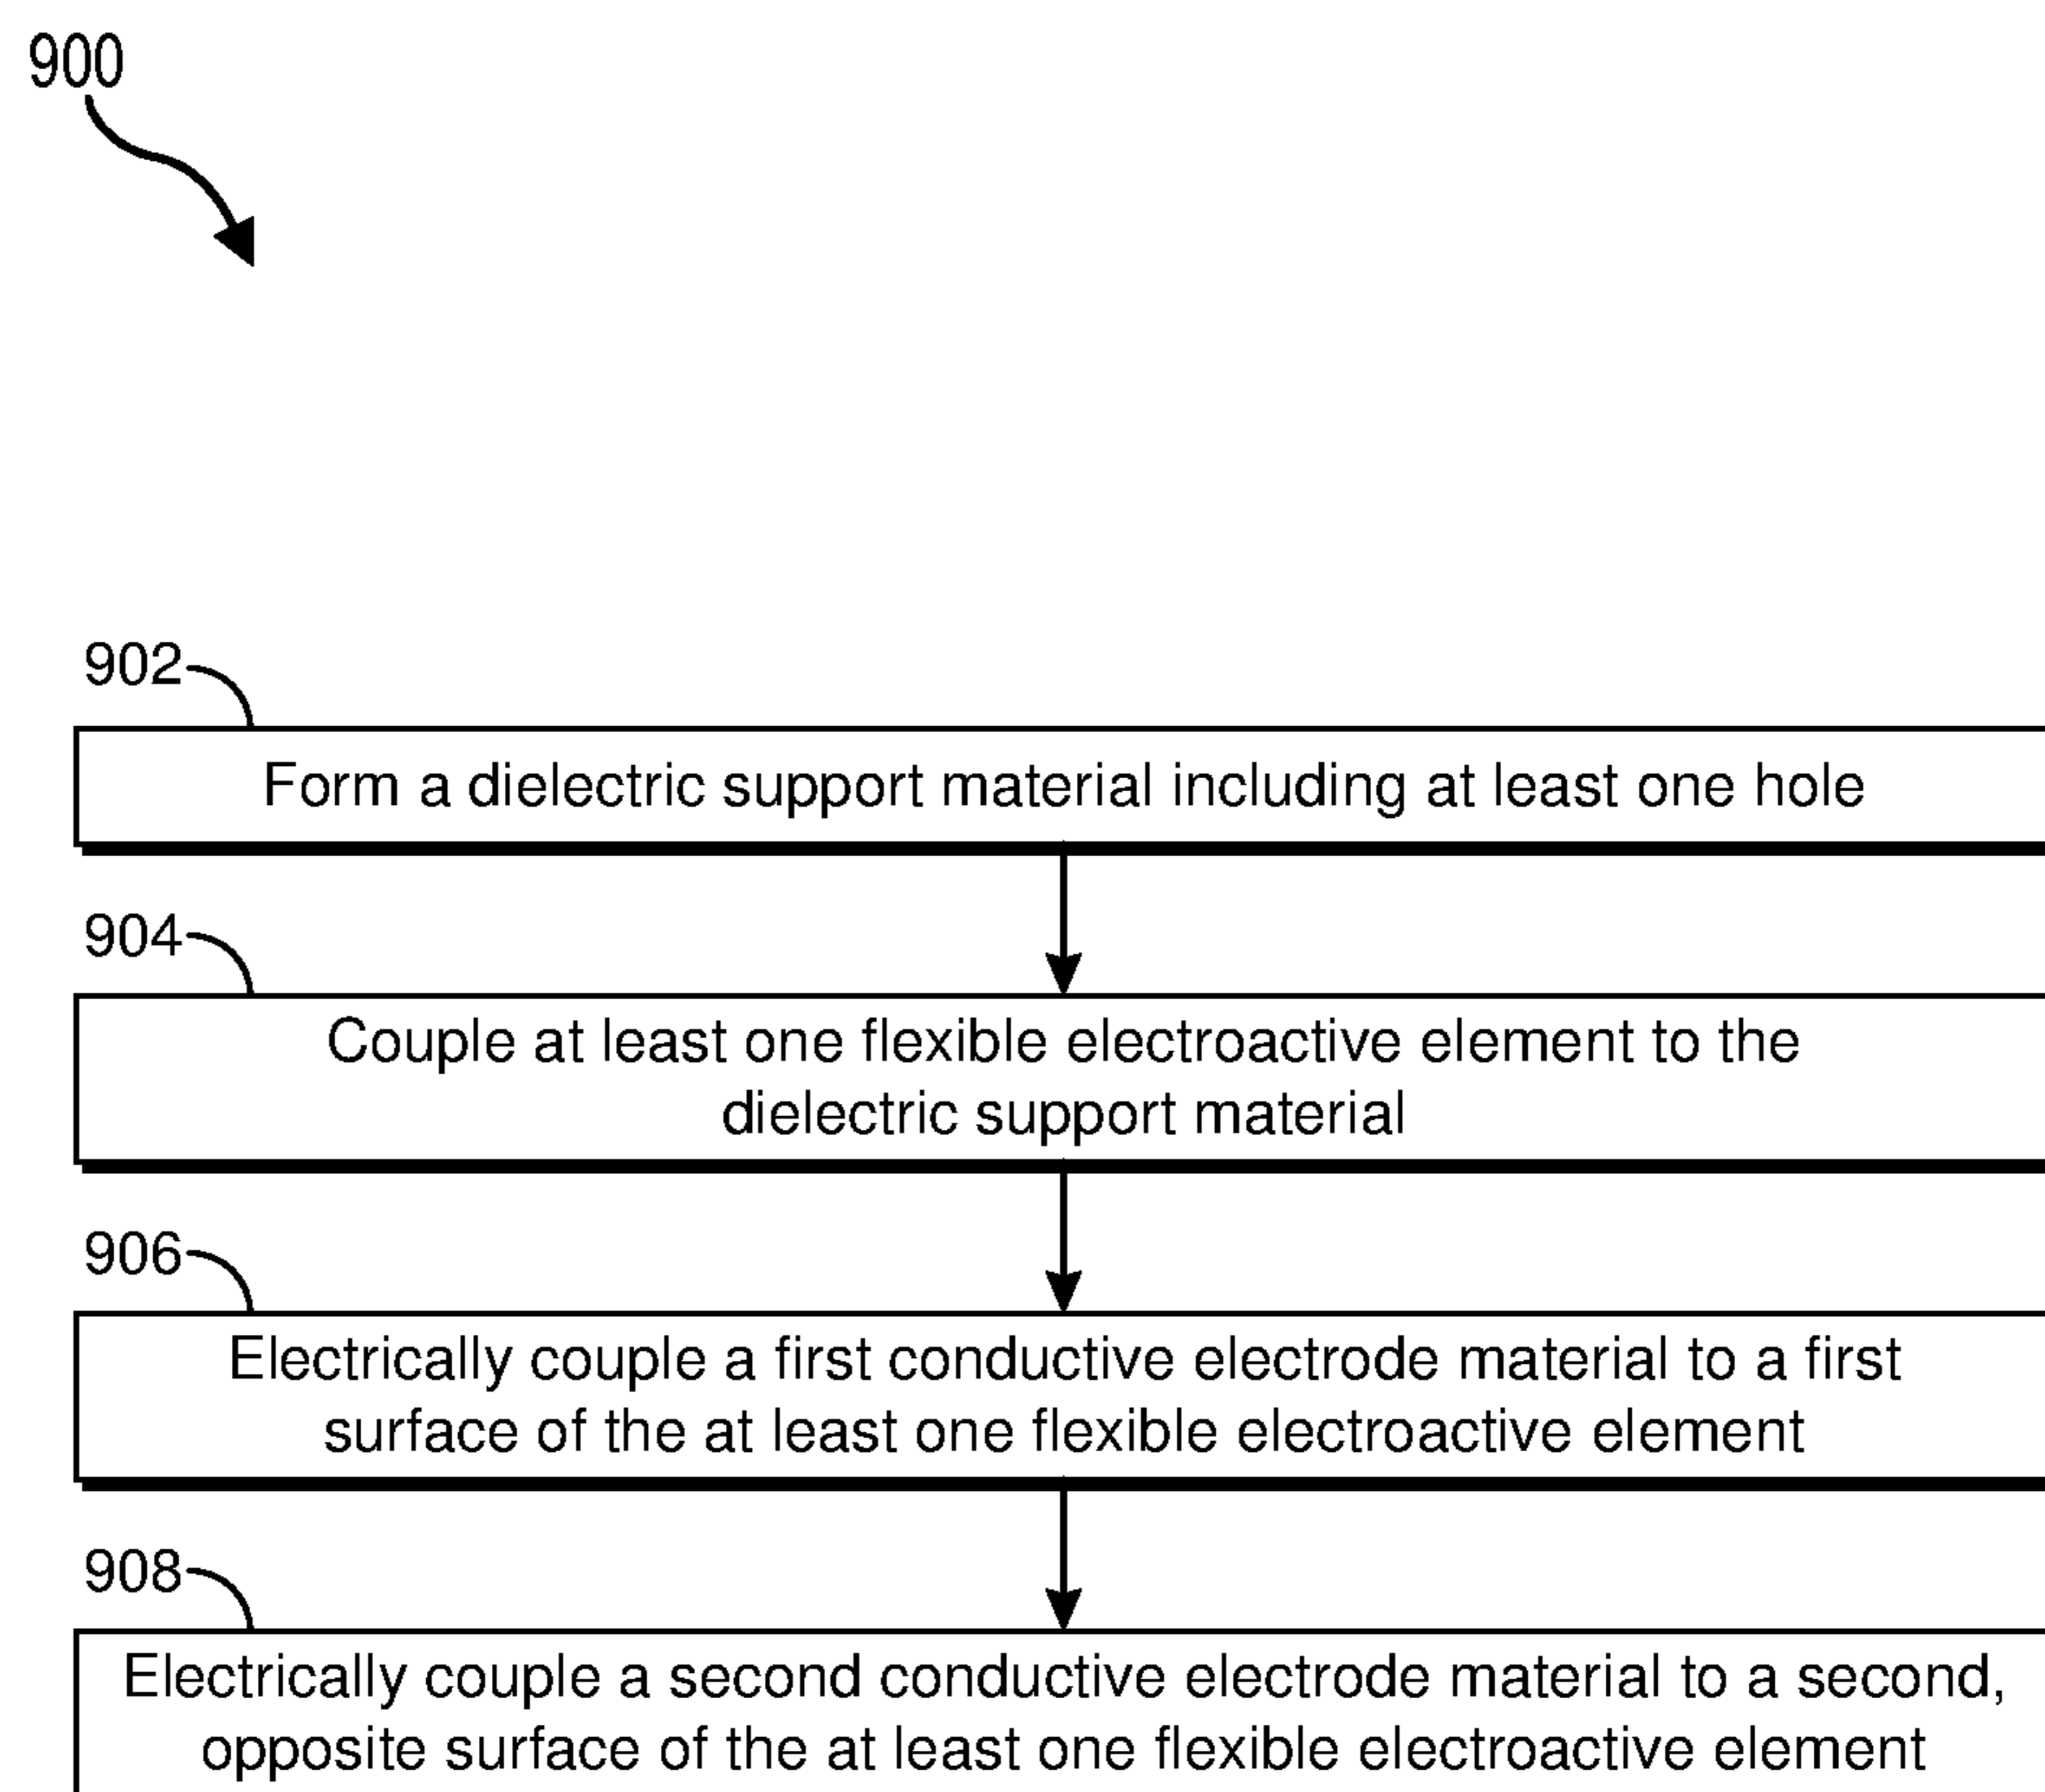 900
902
Form a dielectric support material including at least one hole
904
Couple at least one flexible electroactive element to the
dielectric support material
906
Electrically couple a first conductive electrode material to a first
surface of the at least one flexible electroactive element
908
Electrically couple a second conductive electrode material to a second,
opposite surface of the at least one flexible electroactive element